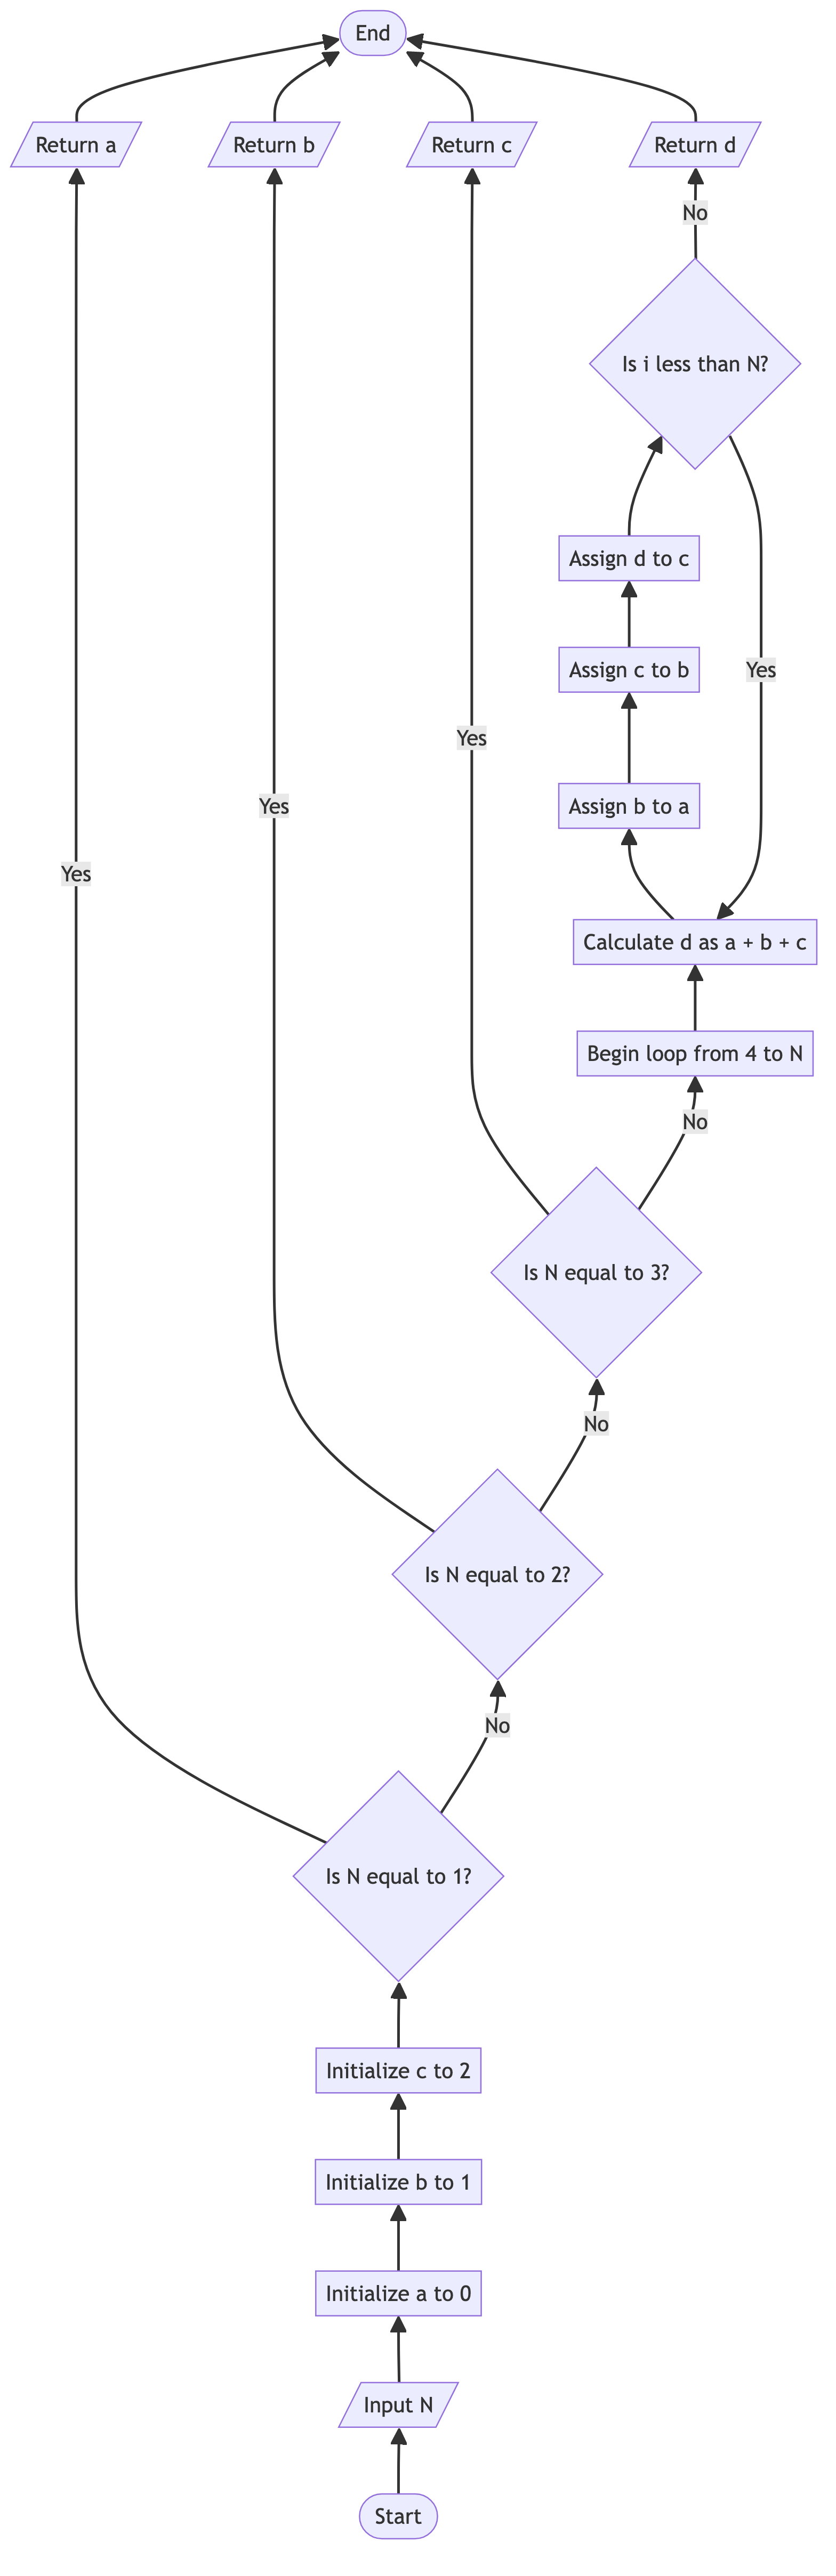 End
Return a
Return b
Return c
Return d
No
Is i less than N?
Assign d to c
Assign c to b
Yes
Yes
Assign b to a
Yes
Yes
Calculate d as a + b + c
Begin loop from 4 to N
No
Is N equal to 3?
No
Is N equal to 2?
No
Is N equal to 1?
Initialize c to 2
Initialize b to 1
Initialize a to 0
Input N
Start